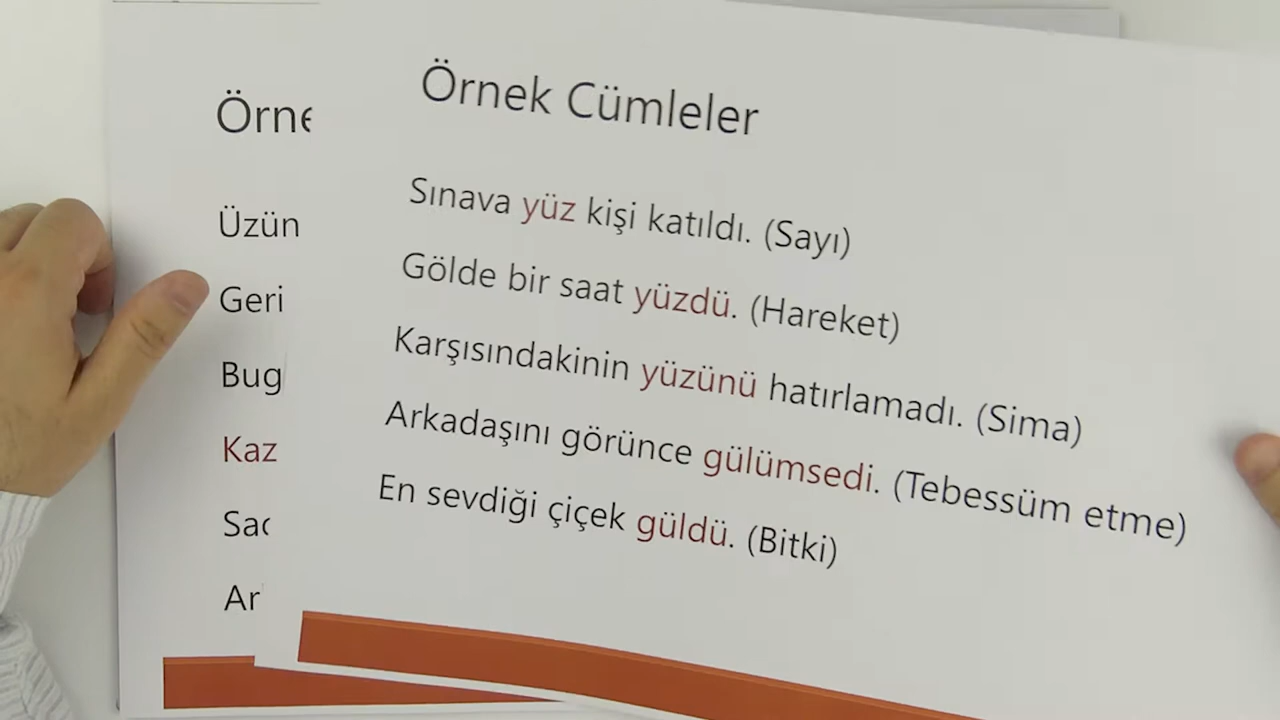 Örnek Cümleler
Sınava yüz kişi katıldı. (Sayı)
Gölde bir saat yüzdü. (Hareket)
Karşısındakinin yüzünü hatırlamadı. (Sima)
Arkadaşını görünce gülümsedi. (Tebessüm etme)
En sevdiği çiçek güldü. (Bitki)
Örne
Üzün
Geri
Bug
Kaz
Sac
Ar